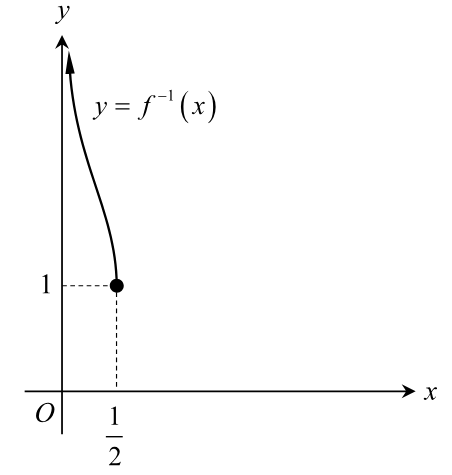 y
y = f⁻¹(x)
1
x
O
1/2